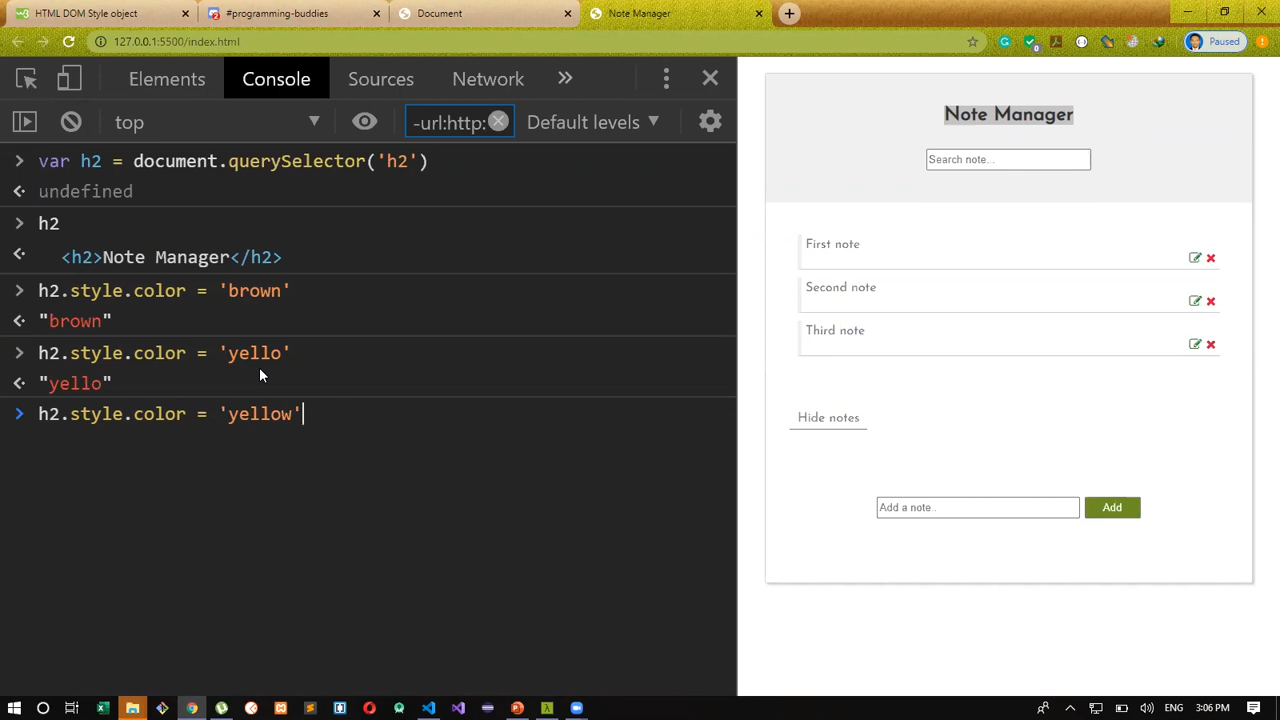 HTML DOM Style object
#programming-buddies
Document
Note Manager
127.0.0.1:5500/index.html
Paused
Elements
Console
Sources
Network
top
-url:http:
Default levels
var h2 = document.querySelector('h2')
undefined
h2
<h2>Note Manager</h2>
h2.style.color = 'brown'
"brown"
h2.style.color = 'yello'
"yello"
h2.style.color = 'yellow'
Note Manager
Search note...
First note
Second note
Third note
Hide notes
Add a note..
Add
ENG
3:06 PM